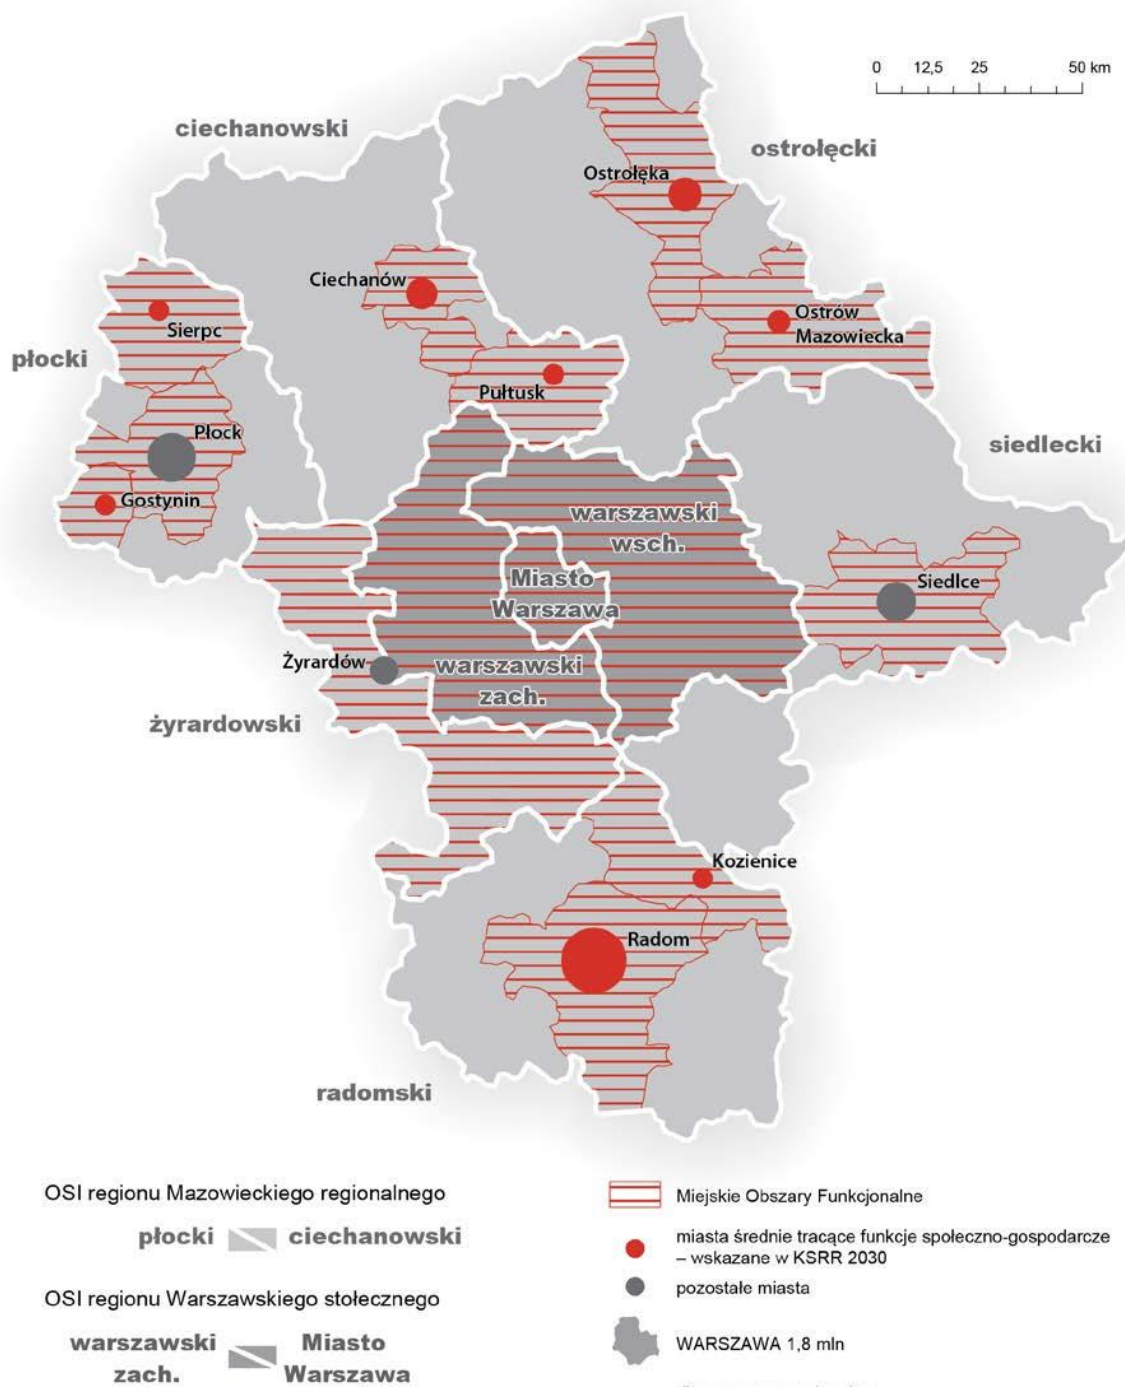 0 12,5 25 50 km
ciechanowski
ostrołęcki
Ostrołęka
Ciechanów
Ostrów
Mazowiecka
Sierpc
płocki
Pułtusk
Płock
siedlecki
Gostynin
warszawski
wsch.
Miasto
Warszawa
Siedlce
Żyrardów
warszawski
zach.
żyrardowski
Kozienice
Radom
radomski
OSI regionu Mazowieckiego regionalnego
płocki ciechanowski
OSI regionu Warszawskiego stołecznego
warszawski
zach.
Miasto
Warszawa
Miejskie Obszary Funkcjonalne
miasta średnie tracące funkcje społeczno-gospodarcze
– wskazane w KSRR 2030
pozostałe miasta
WARSZAWA 1,8 mln